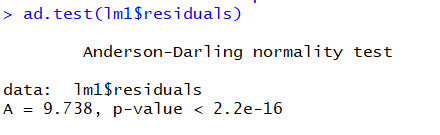 > ad.test(lm1$residuals)
Anderson-Darling normality test
data:  lm1$residuals
A = 9.738, p-value < 2.2e-16